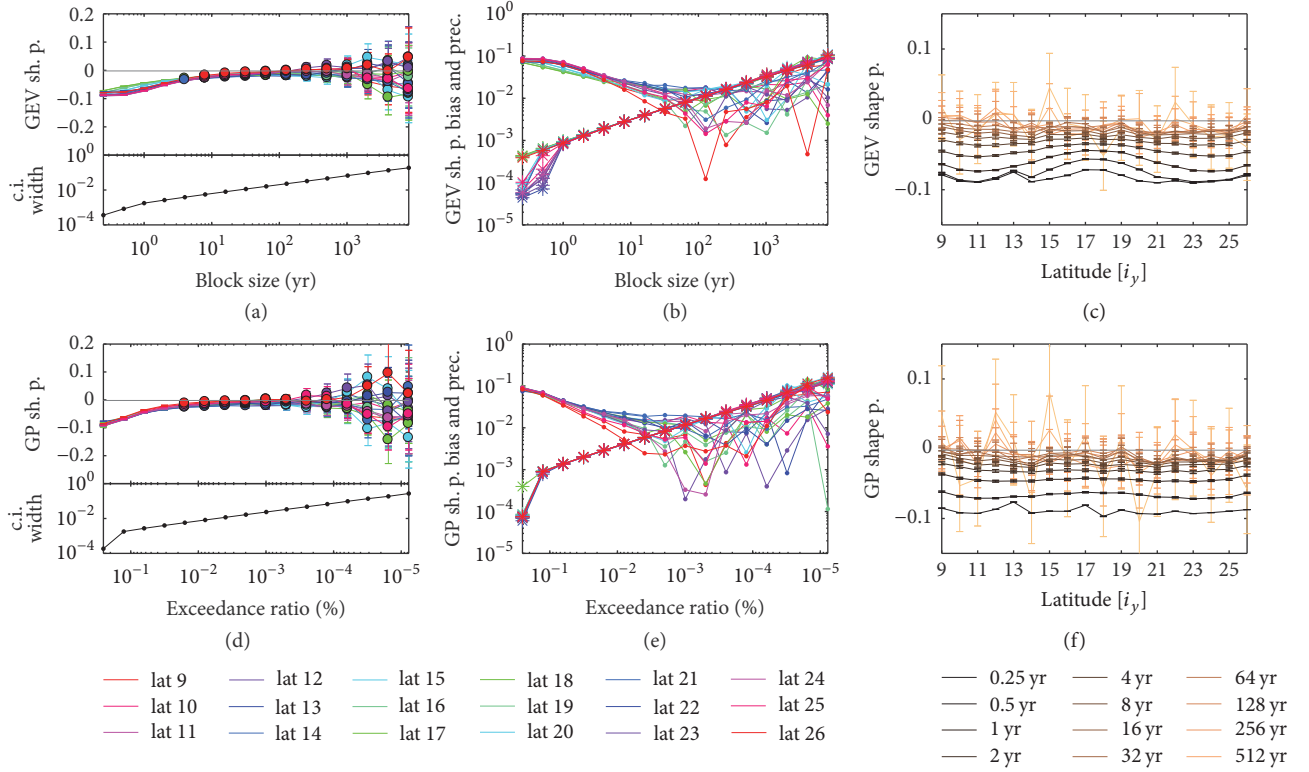 0.2
0.1
0
−0.1
−0.2
10^0
10^−2
10^−4
GEV sh. p.
c.i. width
10^0 10^1 10^2 10^3
Block size (yr)
(a)
10^0
10^−1
10^−2
10^−3
10^−4
10^−5
GEV sh. p. bias and prec.
10^0 10^1 10^2 10^3
Block size (yr)
(b)
0.1
0
−0.1
GEV shape p.
9 11 13 15 17 19 21 23 25
Latitude [i_y]
(c)
0.2
0.1
0
−0.1
−0.2
10^0
10^−2
10^−4
GP sh. p.
c.i. width
10^−1 10^−2 10^−3 10^−4 10^−5
Exceedance ratio (%)
(d)
10^0
10^−1
10^−2
10^−3
10^−4
10^−5
GP sh. p. bias and prec.
10^−1 10^−2 10^−3 10^−4 10^−5
Exceedance ratio (%)
(e)
0.1
0
−0.1
GP shape p.
9 11 13 15 17 19 21 23 25
Latitude [i_y]
(f)
lat 9 lat 12 lat 15 lat 18 lat 21 lat 24
lat 10 lat 13 lat 16 lat 19 lat 22 lat 25
lat 11 lat 14 lat 17 lat 20 lat 23 lat 26
0.25 yr 4 yr 64 yr
0.5 yr 8 yr 128 yr
1 yr 16 yr 256 yr
2 yr 32 yr 512 yr